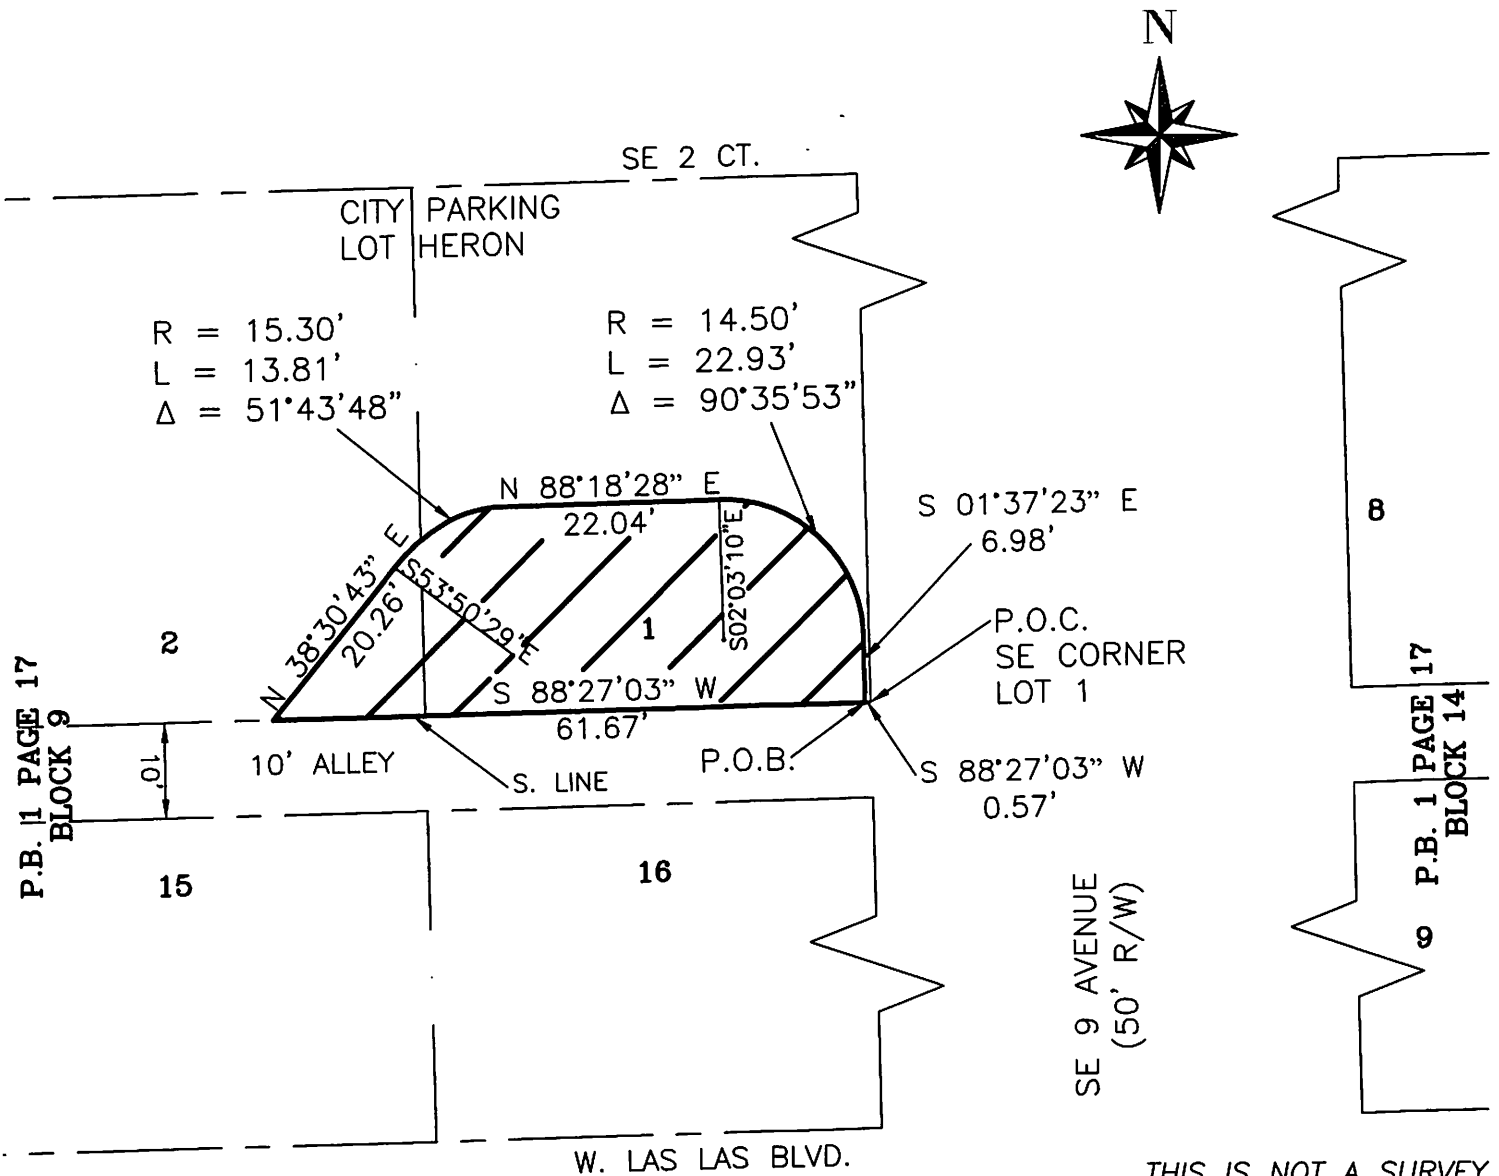 N
SE 2 CT.
CITY PARKING
LOT HERON
R = 15.30'
L = 13.81'
Δ = 51°43'48"
R = 14.50'
L = 22.93'
Δ = 90°35'53"
N 88°18'28" E
22.04'
S 01°37'23" E
6.98'
8
N 38°30'43" E
20.26'
S53°50'29"E
S02°03'10"E
2
1
P.O.C.
SE CORNER
LOT 1
S 88°27'03" W
61.67'
P.B. 1 PAGE 17
BLOCK 9
10'
10' ALLEY
S. LINE
P.O.B.
S 88°27'03" W
0.57'
P.B. 1 PAGE 17
BLOCK 14
15
16
9
SE 9 AVENUE
(50' R/W)
W. LAS LAS BLVD.
THIS IS NOT A SURVEY